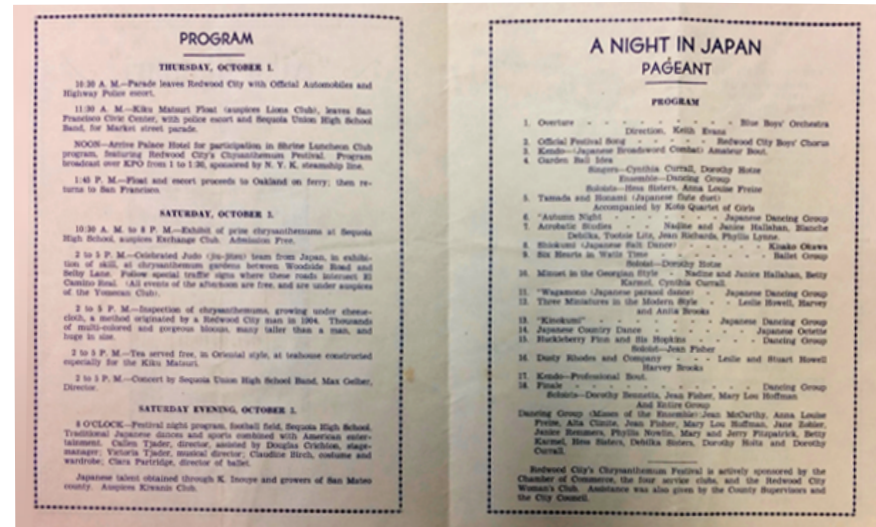 PROGRAM
THURSDAY, OCTOBER 1.
10:30 A. M.—Parade leaves Redwood City with Official Automobiles and
Highway Police escort.
11:30 A. M.—Kiku Matsuri Float (auspices Lions Club), leaves San
Francisco Civic Center, with police escort and Sequoia Union High School
Band, for Market street parade.
NOON—Arrive Palace Hotel for participation in Shrine Luncheon Club
program, featuring Redwood City's Chrysanthemum Festival. Program
broadcast over KPO from 1 to 1:30, sponsored by N. Y. K. steamship line.
1:45 P. M.—Float and escort proceeds to Oakland on ferry; then re-
turns to San Francisco.
SATURDAY, OCTOBER 3.
10:30 A. M. to 8 P. M.—Exhibit of prize chrysanthemums at Sequoia
High School, auspices Exchange Club. Admission Free.
2 to 5 P. M.—Celebrated Judo (Jiu-jitsu) team from Japan, in exhibi-
tion of skill, at chrysanthemum gardens between Woodside Road and
Selby Lane. Follow special traffic signs where these roads intersect El
Camino Real. (All events of the afternoon are free, and are under auspices
of the Yomocan Club).
2 to 5 P. M.—Inspection of chrysanthemums, growing under cheese-
cloth, a method originated by a Redwood City man in 1904. Thousands
of multi-colored and gorgeous blooms, many taller than a man, and
huge in size.
2 to 5 P. M.—Tea served free, in Oriental style, at teahouse constructed
especially for the Kiku Matsuri.
2 to 5 P. M.—Concert by Sequoia Union High School Band, Max Gelber,
Director.
SATURDAY EVENING, OCTOBER 3.
8 O'CLOCK—Festival night program, football field, Sequoia High School.
Traditional Japanese dances and sports combined with American enter-
tainment. Callen Tjader, director, assisted by Douglas Crichton, stage-
manager; Victoria Tjader, musical director; Claudine Birch, costume and
wardrobe; Clara Partridge, director of ballet.
Japanese talent obtained through K. Inouye and growers of San Mateo
county. Auspices Kiwanis Club.
A NIGHT IN JAPAN
PAGEANT
PROGRAM
1. Overture - - - - - - - Blue Boys' Orchestra
Direction, Keith Evans
2. Official Festival Song - - - - Redwood City Boys' Chorus
3. Kendo—(Japanese Broadsword Combat) Amateur Bout.
4. Garden Ball Idea
Singers—Cynthia Currall, Dorothy Hotze
Ensemble—Dancing Group
Soloists—Hess Sisters, Anna Louise Freize
5. Yamada and Honami (Japanese flute duet)
Accompanied by Kota Quartet of Girls
6. "Autumn Night - - - - - Japanese Dancing Group
7. Acrobatic Studies - - Nadine and Janice Hallahan, Blanche
Debilka, Tootsie Litz, Jean Richards, Phyllis Lynne.
8. Shiokumi (Japanese Salt Dance) - - - - Kisako Okawa
9. Six Hearts in Waltz Time - - - - - Ballet Group
Soloist—Dorothy Hotze
10. Minuet in the Georgian Style - Nadine and Janice Hallahan, Betty
Karmel, Cynthia Currall.
11. "Wagamono (Japanese parasol dance) - Japanese Dancing Group
12. Three Miniatures in the Modern Style - - Leslie Howell, Harvey
and Anita Brooks
13. "Kinokumi" - - - - - Japanese Dancing Group
14. Japanese Country Dance - - - - Japanese Octette
15. Huckleberry Finn and His Hopkins - - - - Dancing Group
Soloist—Jean Fisher
16. Dusty Rhodes and Company - - Leslie and Stuart Howell
Harvey Brooks
17. Kendo—Professional Bout.
18. Finale - - - - - - - Dancing Group
Soloists—Dorothy Bennetts, Jean Fisher, Mary Lou Hoffman
And Entire Group
Dancing Group (Misses of the Ensemble) Jean McCarthy, Anna Louise
Freize, Alta Clinite, Jean Fisher, Mary Lou Hoffman, Jane Bohler,
Janice Remmers, Phyllis Nowlin, Mary and Jerry Fitzpatrick, Betty
Karmel, Hess Sisters, Debilka Sisters, Dorothy Holtz and Dorothy
Currall.
Redwood City's Chrysanthemum Festival is actively sponsored by the
Chamber of Commerce, the four service clubs, and the Redwood City
Woman's Club. Assistance was also given by the County Supervisors and
the City Council.